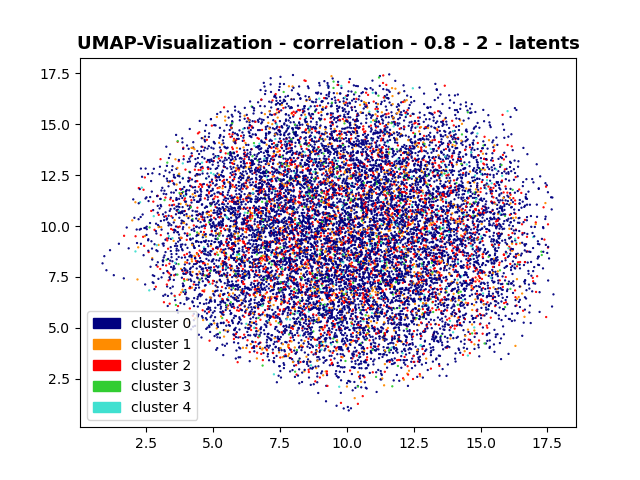 UMAP-Visualization - correlation - 0.8 - 2 - latents
17.5
15.0
12.5
10.0
7.5
5.0
2.5
cluster 0
cluster 1
cluster 2
cluster 3
cluster 4
2.5 5.0 7.5 10.0 12.5 15.0 17.5